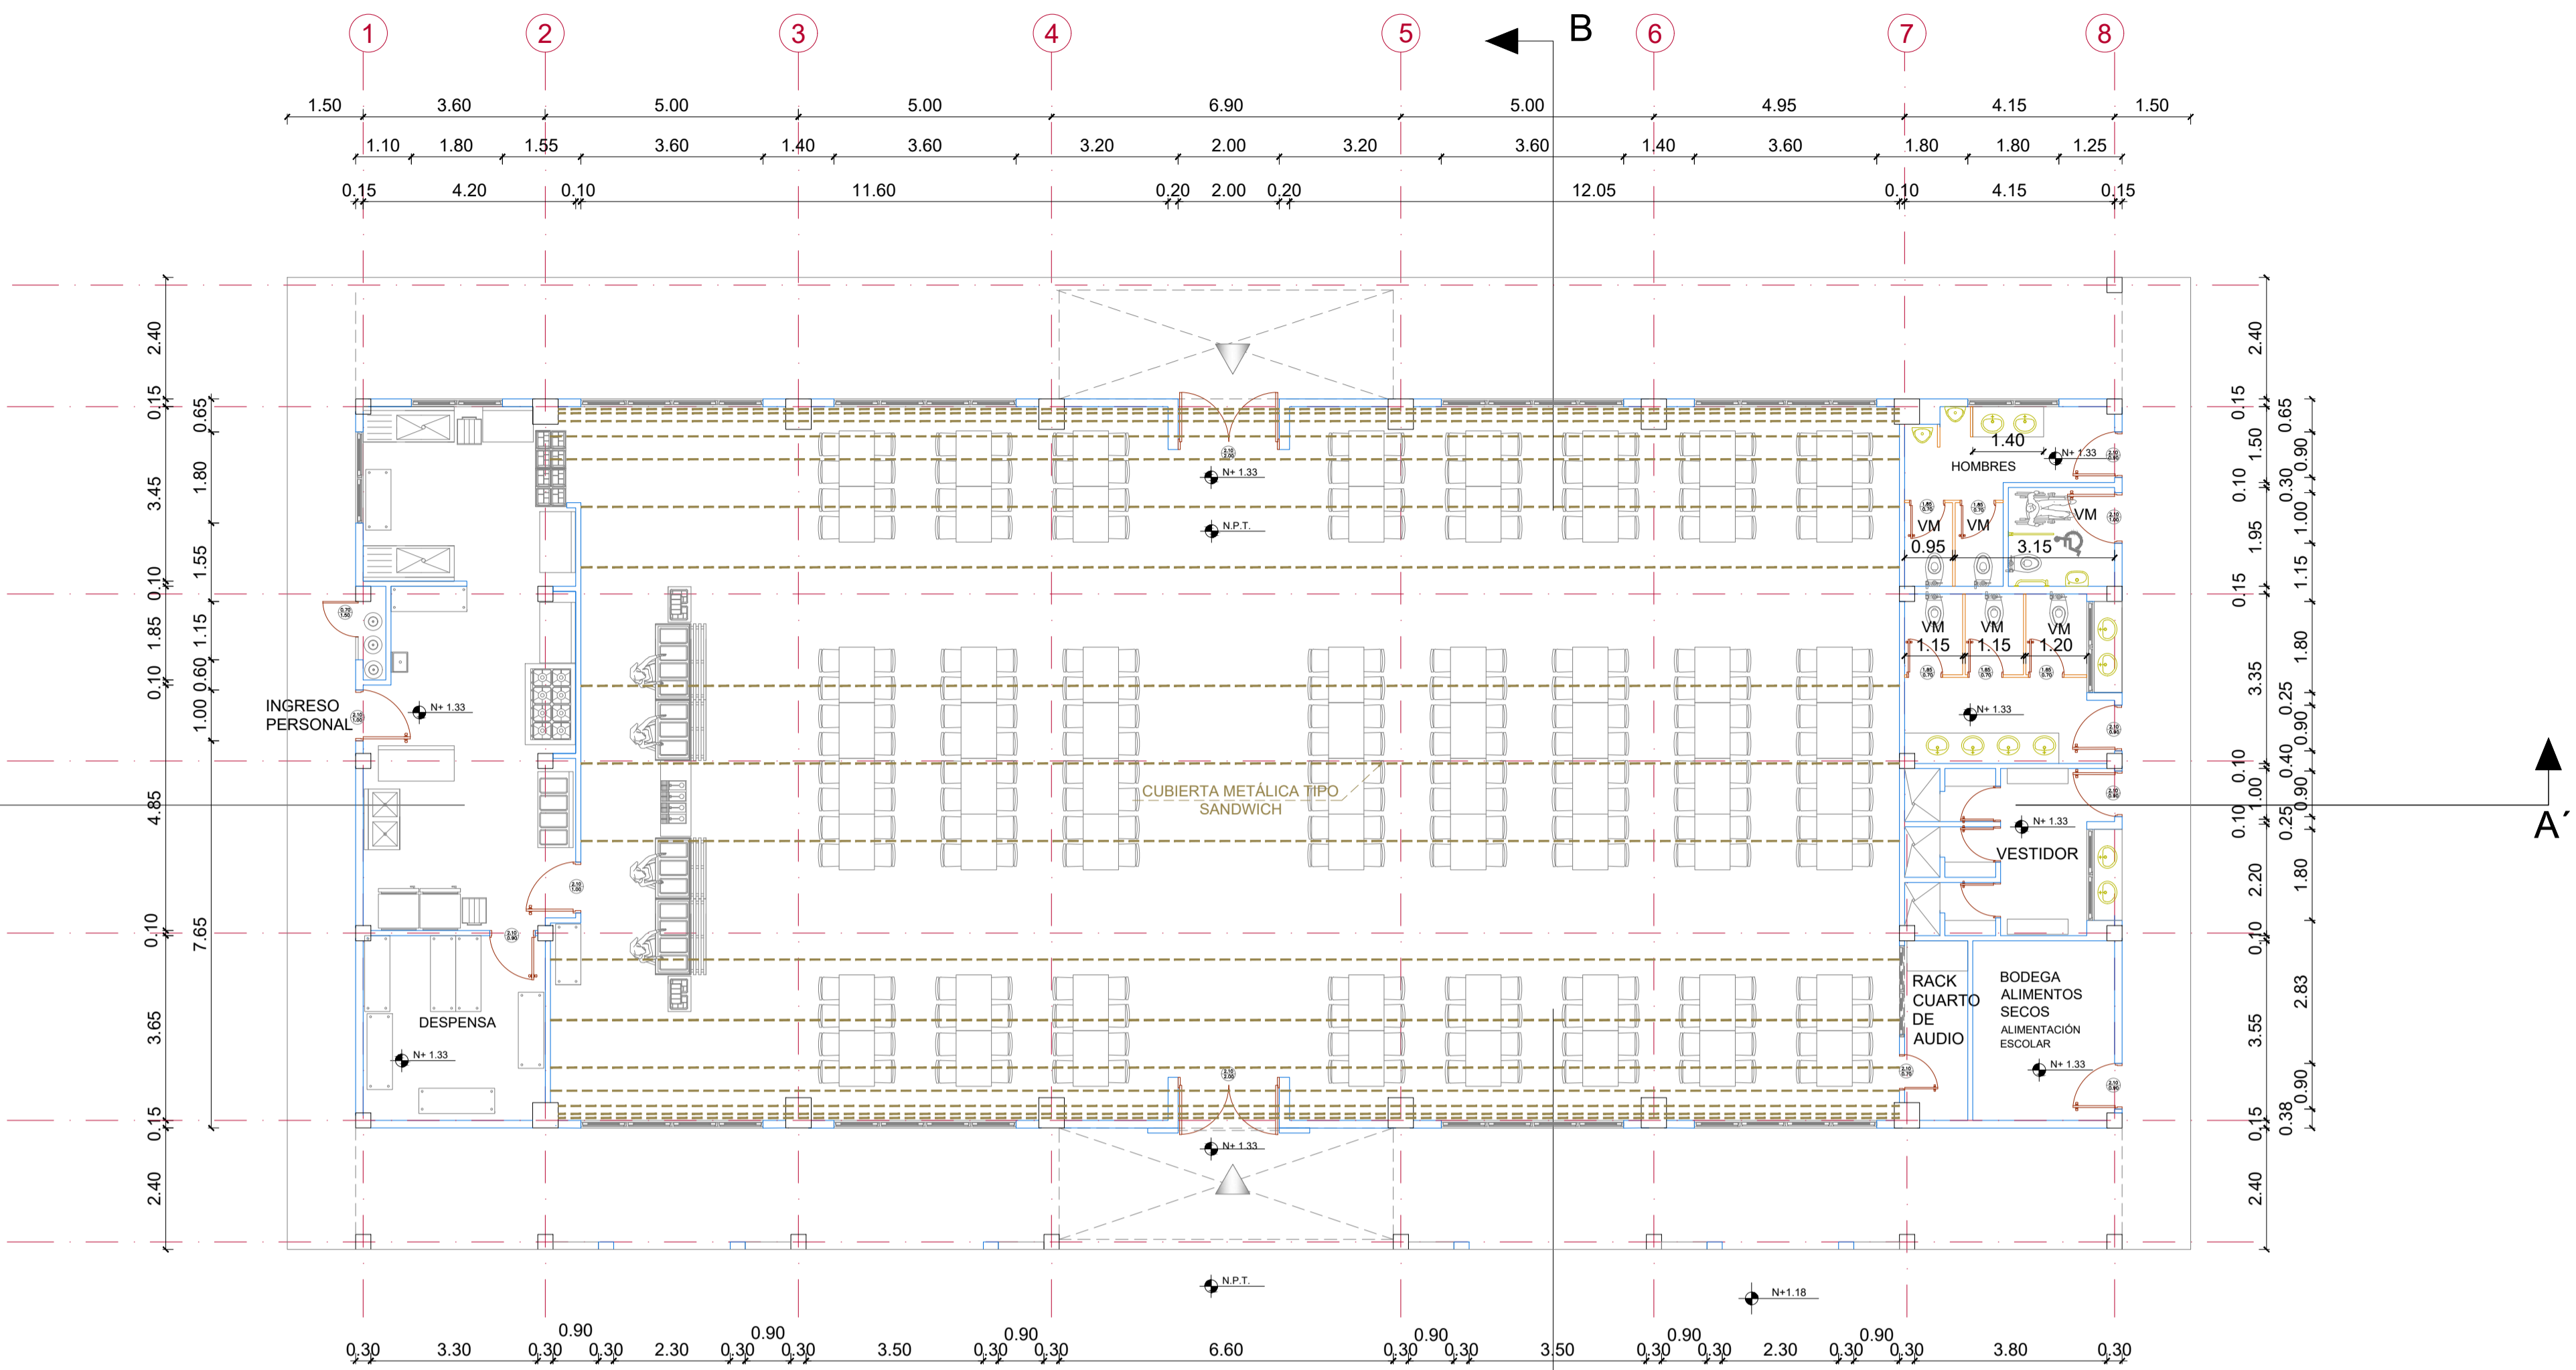 1 2 3 4 5 6 7 8
B
1.50 3.60 5.00 5.00 6.90 5.00 4.95 4.15 1.50
1.10 1.80 1.55 3.60 1.40 3.60 3.20 2.00 3.20 3.60 1.40 3.60 1.80 1.80 1.25
0.15 4.20 0.10 11.60 0.20 2.00 0.20 12.05 0.10 4.15 0.15
2.40
0.15
3.45
0.10
1.85
0.10
4.85
0.10
3.65
0.15
2.40
0.65
1.80
1.55
1.15
0.60
1.00
7.65
INGRESO
PERSONAL
N+ 1.33
DESPENSA
N+ 1.33
N+ 1.33
N.P.T.
CUBIERTA METÁLICA TIPO
SANDWICH
N+ 1.33
N.P.T.
N+1.18
1.40
HOMBRES
N+ 1.33
VM VM VM
0.95 3.15
VM VM VM
1.15 1.15 1.20
N+ 1.33
N+ 1.33
VESTIDOR
RACK
CUARTO
DE
AUDIO
BODEGA
ALIMENTOS
SECOS
ALIMENTACIÓN
ESCOLAR
N+ 1.33
2.40
0.15
1.50
0.10
1.95
0.15
3.35
0.10
1.00
0.10
2.20
0.10
3.55
0.15
2.40
0.65
0.90
0.30
1.00
1.15
1.80
0.25
0.90
0.40
0.90
0.25
1.80
2.83
0.90
0.38
A´
0.90 0.90 0.90 0.90 0.90 0.90
0.30 3.30 0.30 0.30 2.30 0.30 0.30 3.50 0.30 0.30 6.60 0.30 0.30 3.50 0.30 0.30 2.30 0.30 0.30 3.80 0.30